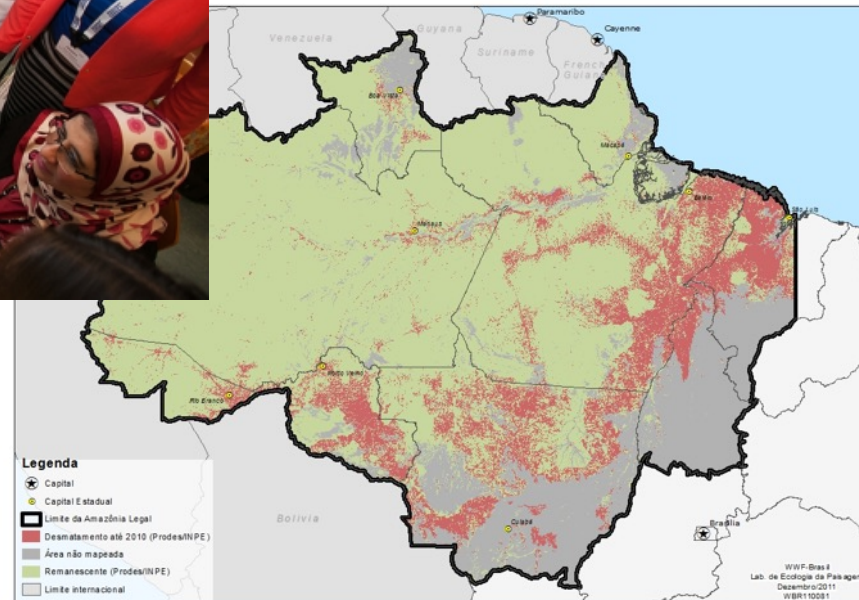 Paramaribo
Cayenne
Venezuela
Guyana
Suriname
French
Guiana
Boa Vista
Macapá
Belém
São Luís
Manaus
Porto Velho
Rio Branco
Bolivia
Cuiabá
Brasília
Legenda
Capital
Capital Estadual
Limite da Amazônia Legal
Desmatamento até 2010 (Prodes/INPE)
Área não mapeada
Remanescente (Prodes/INPE)
Limite internacional
WWF-Brasil
Lab. de Ecologia da Paisagem
Dezembro/2011
WBR110081